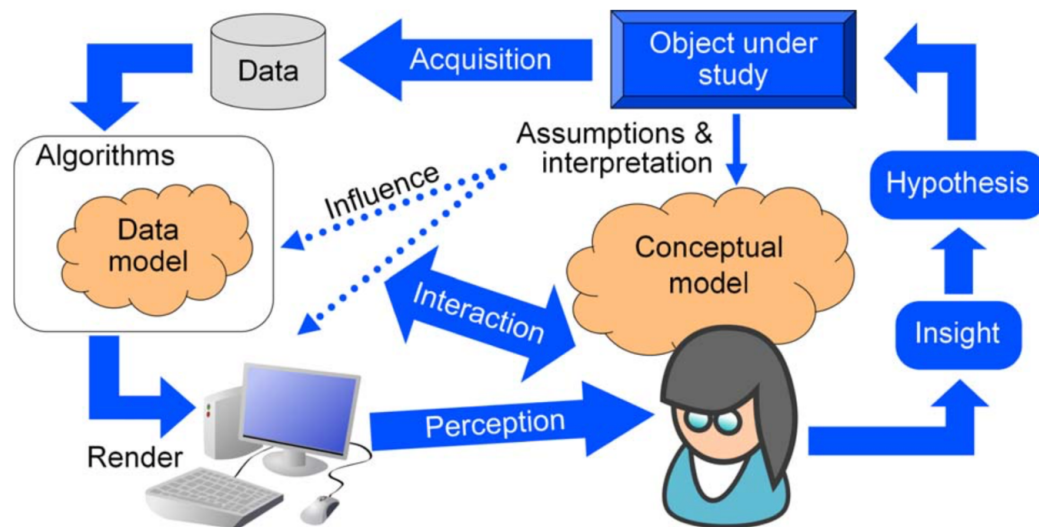 Data
Acquisition
Object under
study
Algorithms
Data
model
Influence
Assumptions &
interpretation
Conceptual
model
Interaction
Hypothesis
Insight
Render
Perception